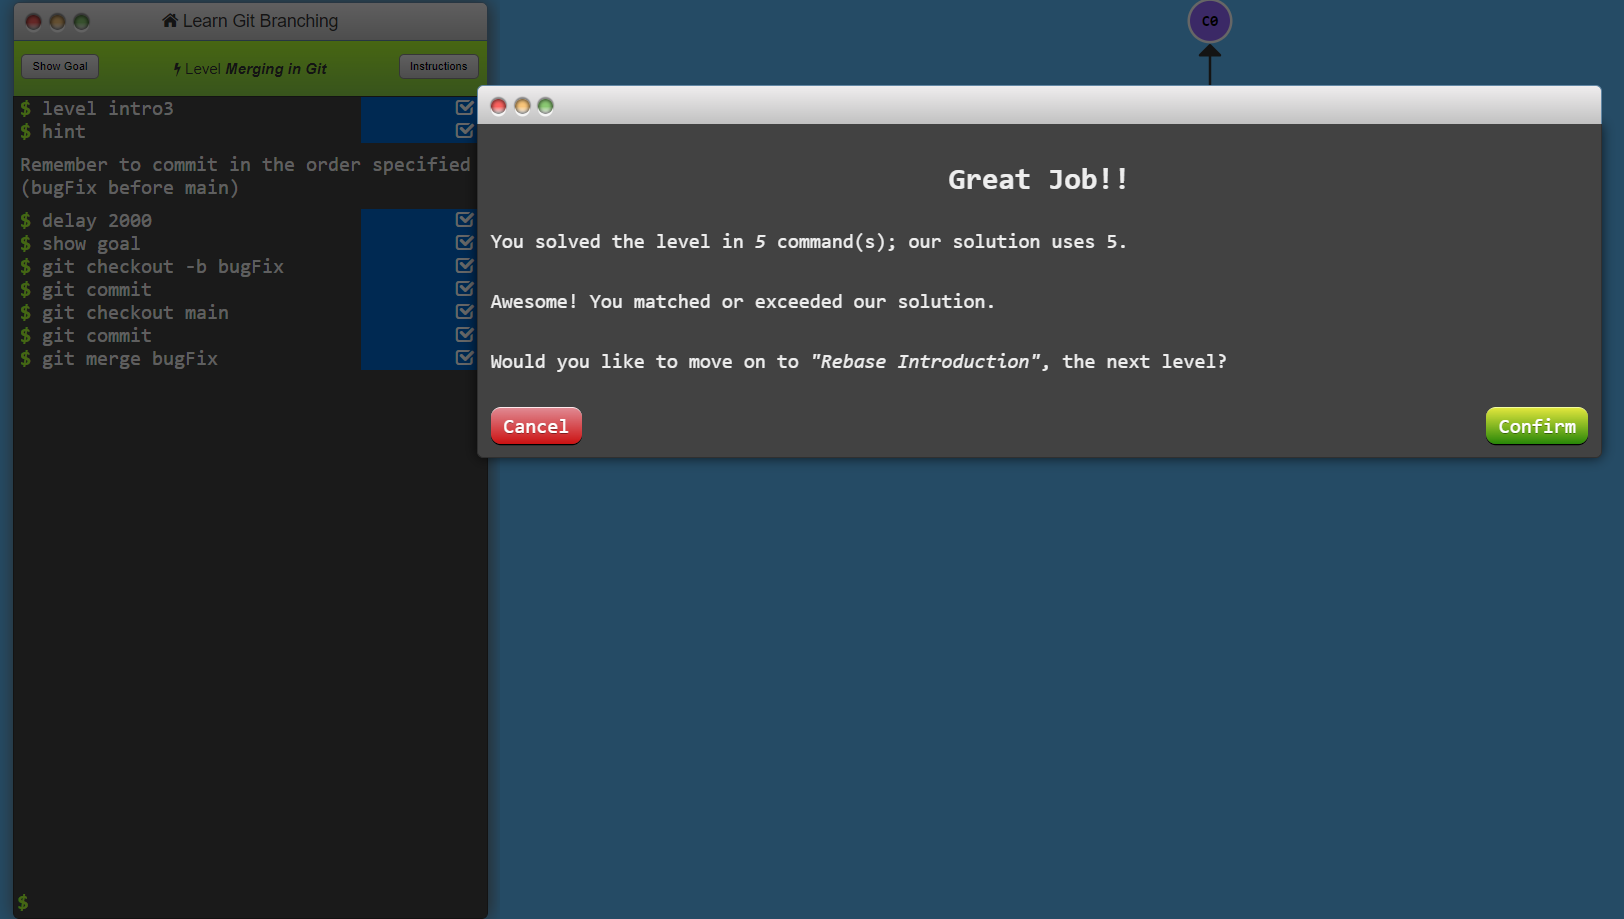 Learn Git Branching
Show Goal
Level Merging in Git
Instructions
$ level intro3
$ hint
Remember to commit in the order specified
(bugFix before main)
$ delay 2000
$ show goal
$ git checkout -b bugFix
$ git commit
$ git checkout main
$ git commit
$ git merge bugFix
$
C0
Great Job!!
You solved the level in 5 command(s); our solution uses 5.
Awesome! You matched or exceeded our solution.
Would you like to move on to "Rebase Introduction", the next level?
Cancel
Confirm